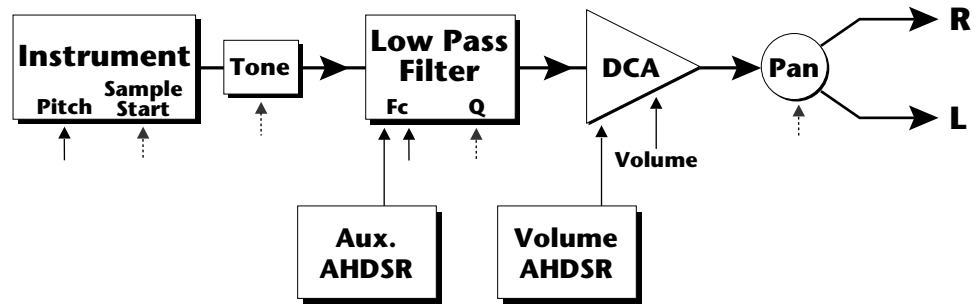 Instrument
Pitch
Sample
Start
Tone
Low Pass
Filter
Fc
Q
DCA
Volume
Pan
R
L
Aux.
AHDSR
Volume
AHDSR